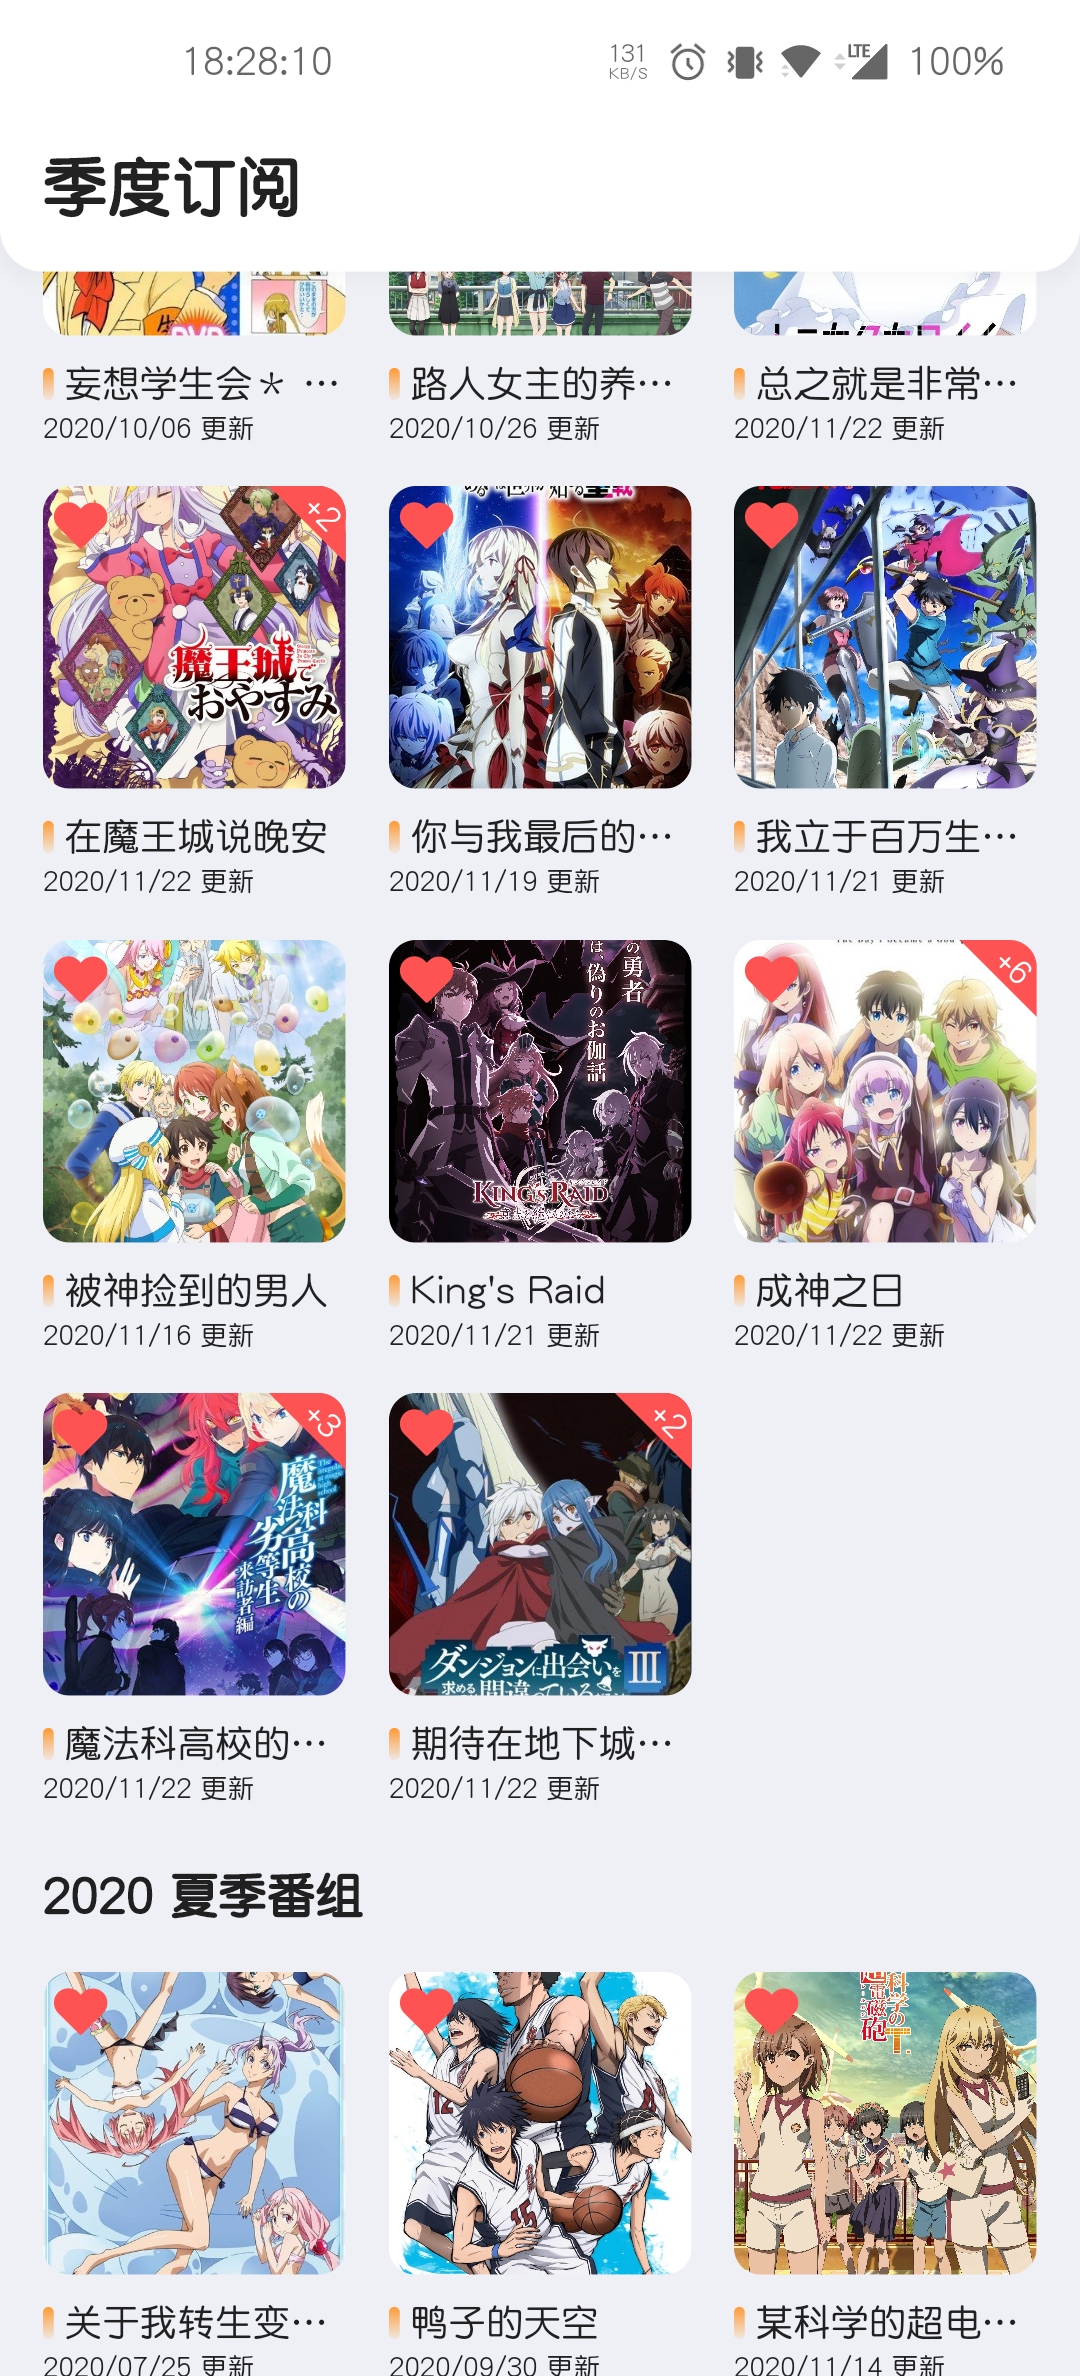 18:28:10 131 KB/S LTE 100%
季度订阅
妄想学生会＊ … 路人女主的养… 总之就是非常…
2020/10/06 更新 2020/10/26 更新 2020/11/22 更新
+2
魔王城で
おやすみ
在魔王城说晚安 你与我最后的… 我立于百万生…
2020/11/22 更新 2020/11/19 更新 2020/11/21 更新
の勇者
は、偽りのお伽話
KING's RAID
+6
被神捡到的男人 King's Raid 成神之日
2020/11/16 更新 2020/11/21 更新 2020/11/22 更新
+3
魔法科高校の
劣等生
来訪者編
+2
ダンジョンに出会いを
求める間違っている
III
魔法科高校的… 期待在地下城…
2020/11/22 更新 2020/11/22 更新
2020 夏季番组
12
15
科学の
超電磁砲
T
关于我转生变… 鸭子的天空 某科学的超电…
2020/07/25 更新 2020/09/30 更新 2020/11/14 更新